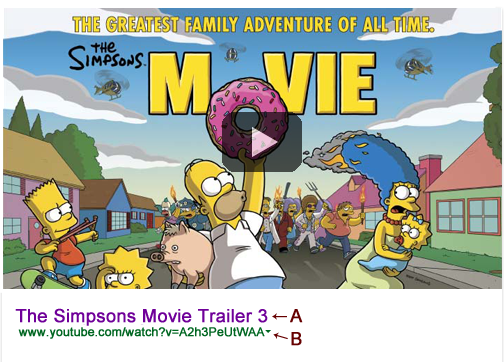 THE GREATEST FAMILY ADVENTURE OF ALL TIME.
THE
SIMPSONS
MOVIE
The Simpsons Movie Trailer 3 ←A
www.youtube.com/watch?v=A2h3PeUtWAA ←B